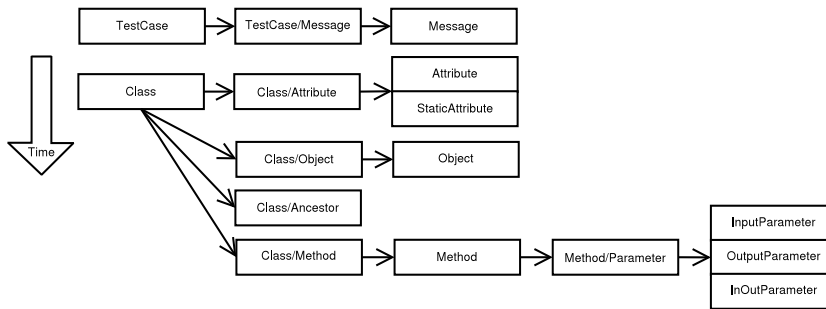 TestCase
TestCase/Message
Message
Class
Class/Attribute
Attribute
StaticAttribute
Time
Class/Object
Object
Class/Ancestor
Class/Method
Method
Method/Parameter
InputParameter
OutputParameter
InOutParameter